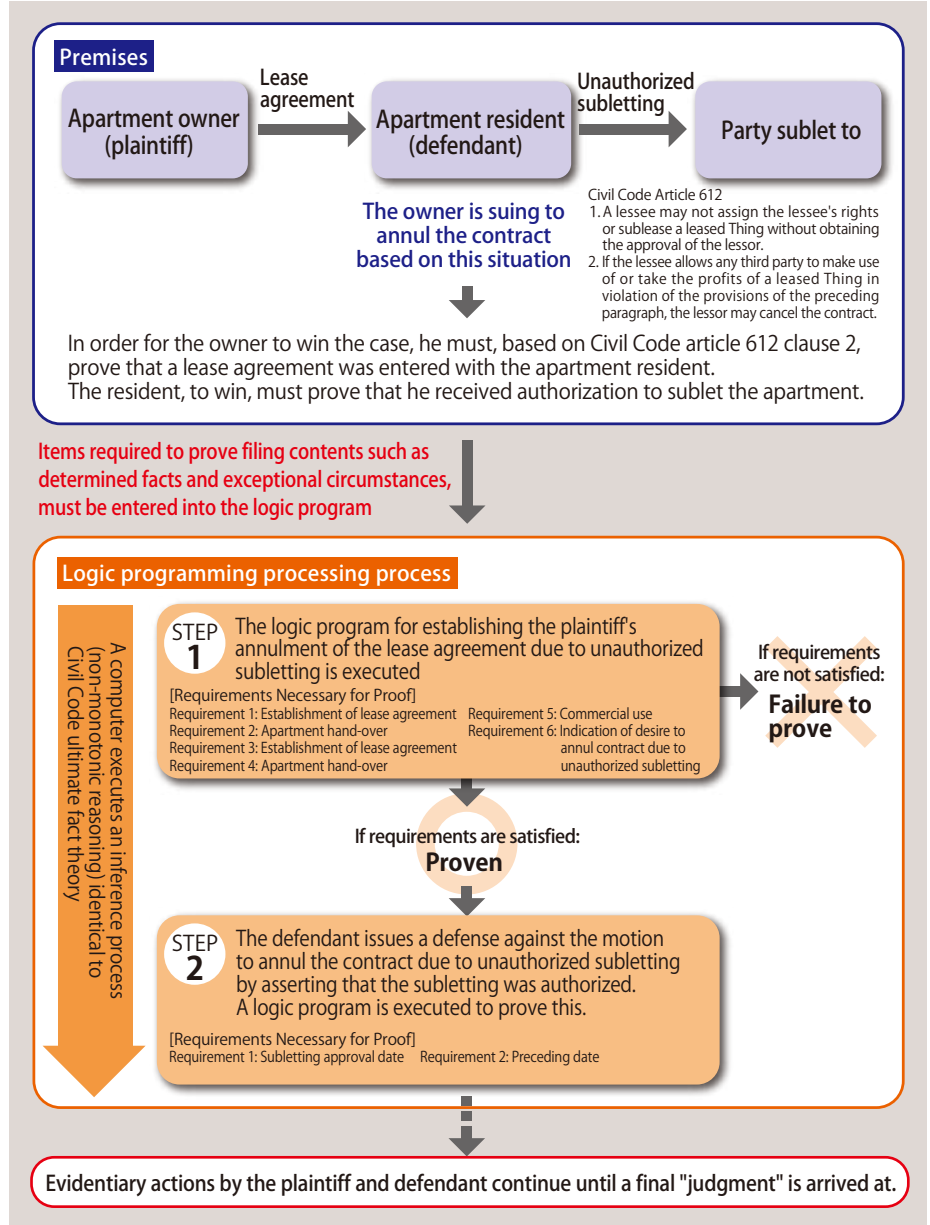 Premises
Apartment owner
(plaintiff)
Lease
agreement
Apartment resident
(defendant)
Unauthorized
subletting
Party sublet to
The owner is suing to
annul the contract
based on this situation
Civil Code Article 612
1. A lessee may not assign the lessee's rights
or sublease a leased Thing without obtaining
the approval of the lessor.
2. If the lessee allows any third party to make use
of or take the profits of a leased Thing in
violation of the provisions of the preceding
paragraph, the lessor may cancel the contract.
In order for the owner to win the case, he must, based on Civil Code article 612 clause 2,
prove that a lease agreement was entered with the apartment resident.
The resident, to win, must prove that he received authorization to sublet the apartment.
Items required to prove filing contents such as
determined facts and exceptional circumstances,
must be entered into the logic program
Logic programming processing process
A computer executes an inference process
(non-monotonic reasoning) identical to
Civil Code ultimate fact theory
STEP
1
The logic program for establishing the plaintiff's
annulment of the lease agreement due to unauthorized
subletting is executed
[Requirements Necessary for Proof]
Requirement 1: Establishment of lease agreement
Requirement 2: Apartment hand-over
Requirement 3: Establishment of lease agreement
Requirement 4: Apartment hand-over
Requirement 5: Commercial use
Requirement 6: Indication of desire to
annul contract due to
unauthorized subletting
If requirements
are not satisfied:
Failure to
prove
If requirements are satisfied:
Proven
STEP
2
The defendant issues a defense against the motion
to annul the contract due to unauthorized subletting
by asserting that the subletting was authorized.
A logic program is executed to prove this.
[Requirements Necessary for Proof]
Requirement 1: Subletting approval date Requirement 2: Preceding date
Evidentiary actions by the plaintiff and defendant continue until a final "judgment" is arrived at.